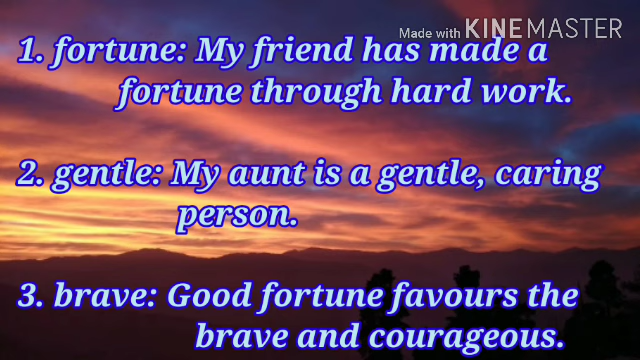 Made with KINEMASTER
1. fortune: My friend has made a
fortune through hard work.
2. gentle: My aunt is a gentle, caring
person.
3. brave: Good fortune favours the
brave and courageous.